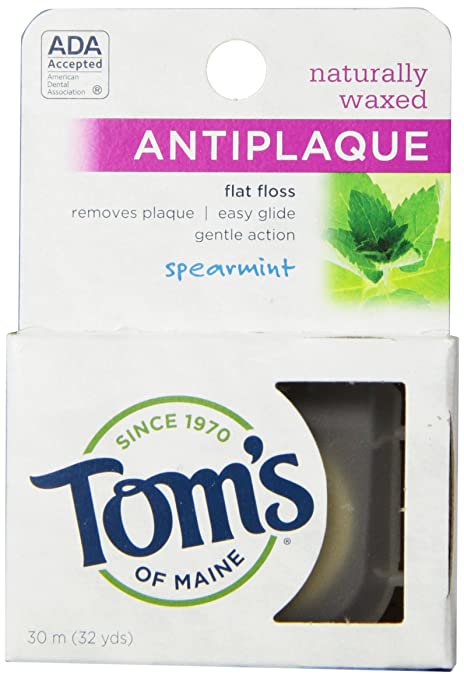 ADA
Accepted
American
Dental
Association ®
naturally
waxed
ANTIPLAQUE
flat floss
removes plaque | easy glide
gentle action
spearmint
SINCE 1970
Tom's
OF MAINE ®
30 m (32 yds)